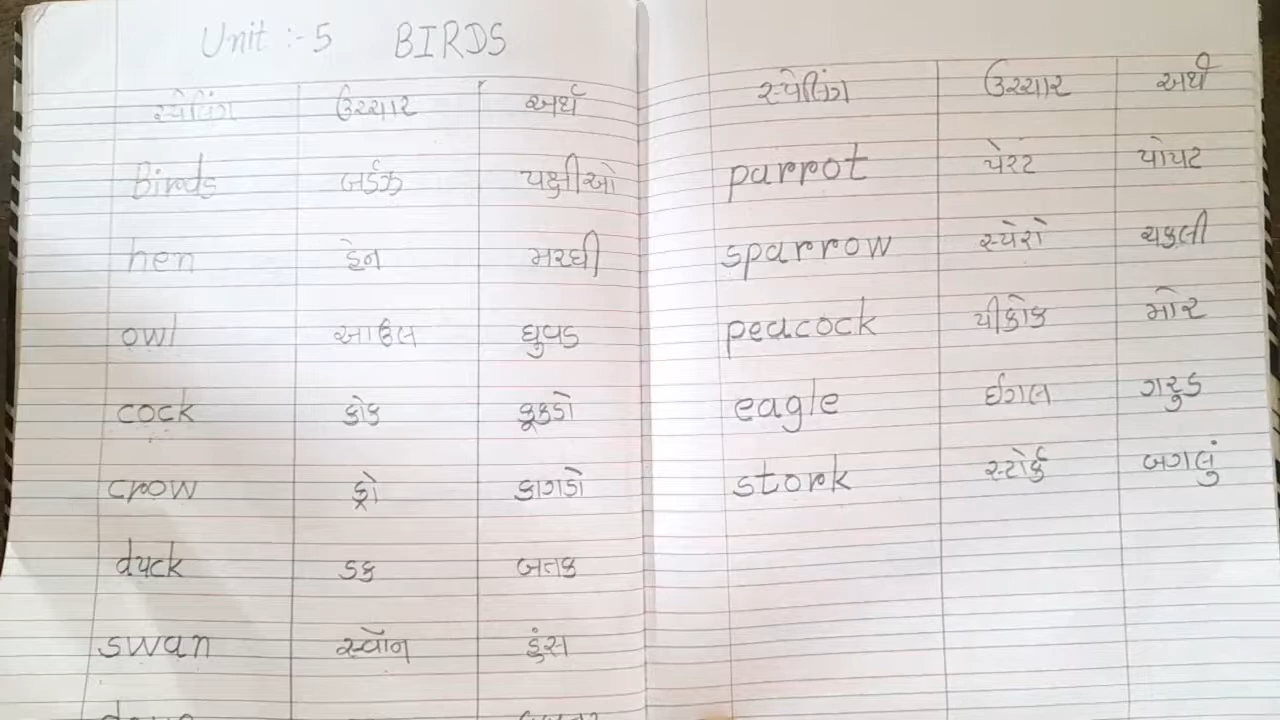 Unit :- 5 BIRDS
સ્પેલિંગ ઉચ્ચાર અર્થ
Birds બર્ડઝ પક્ષીઓ
hen હેન મરઘી
owl આઉલ ઘુવડ
cock કોક કૂકડો
crow ક્રો કાગડો
duck ડક બતક
swan સ્વૉન હંસ
સ્પેલિંગ ઉચ્ચાર અર્થ
parrot પેરટ પોપટ
sparrow સ્પેરો ચકલી
peacock પીકોક મોર
eagle ઈગલ ગરુડ
stork સ્ટોર્ક બગલું